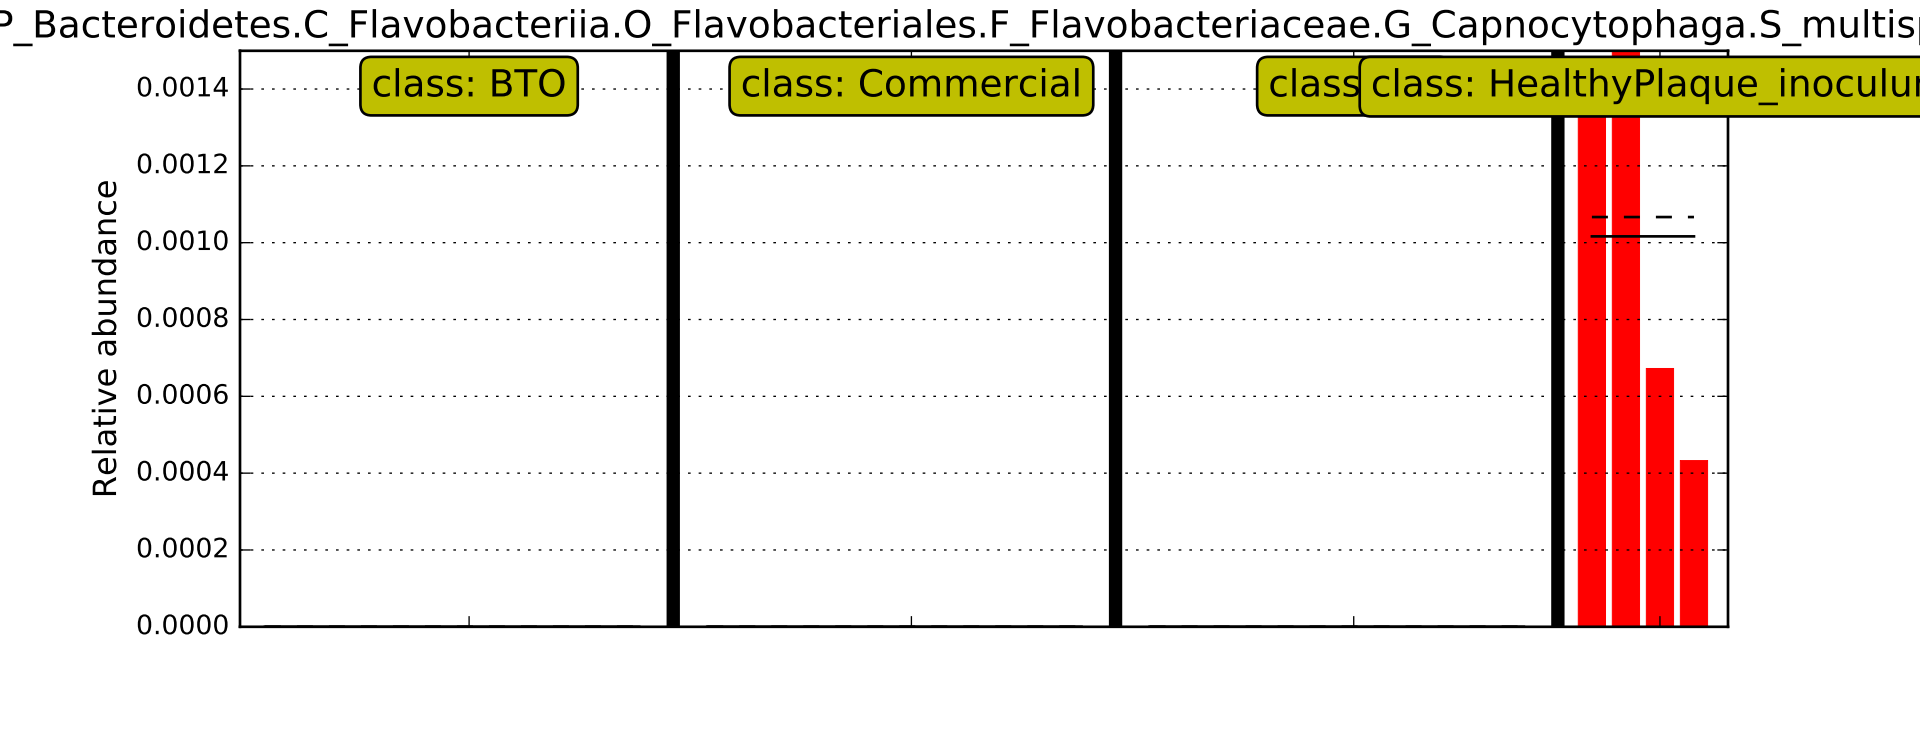 P_Bacteroidetes.C_Flavobacteriia.O_Flavobacteriales.F_Flavobacteriaceae.G_Capnocytophaga.S_multisp
class: BTO
class: Commercial
class
class: HealthyPlaque_inoculu
Relative abundance
0.0014
0.0012
0.0010
0.0008
0.0006
0.0004
0.0002
0.0000